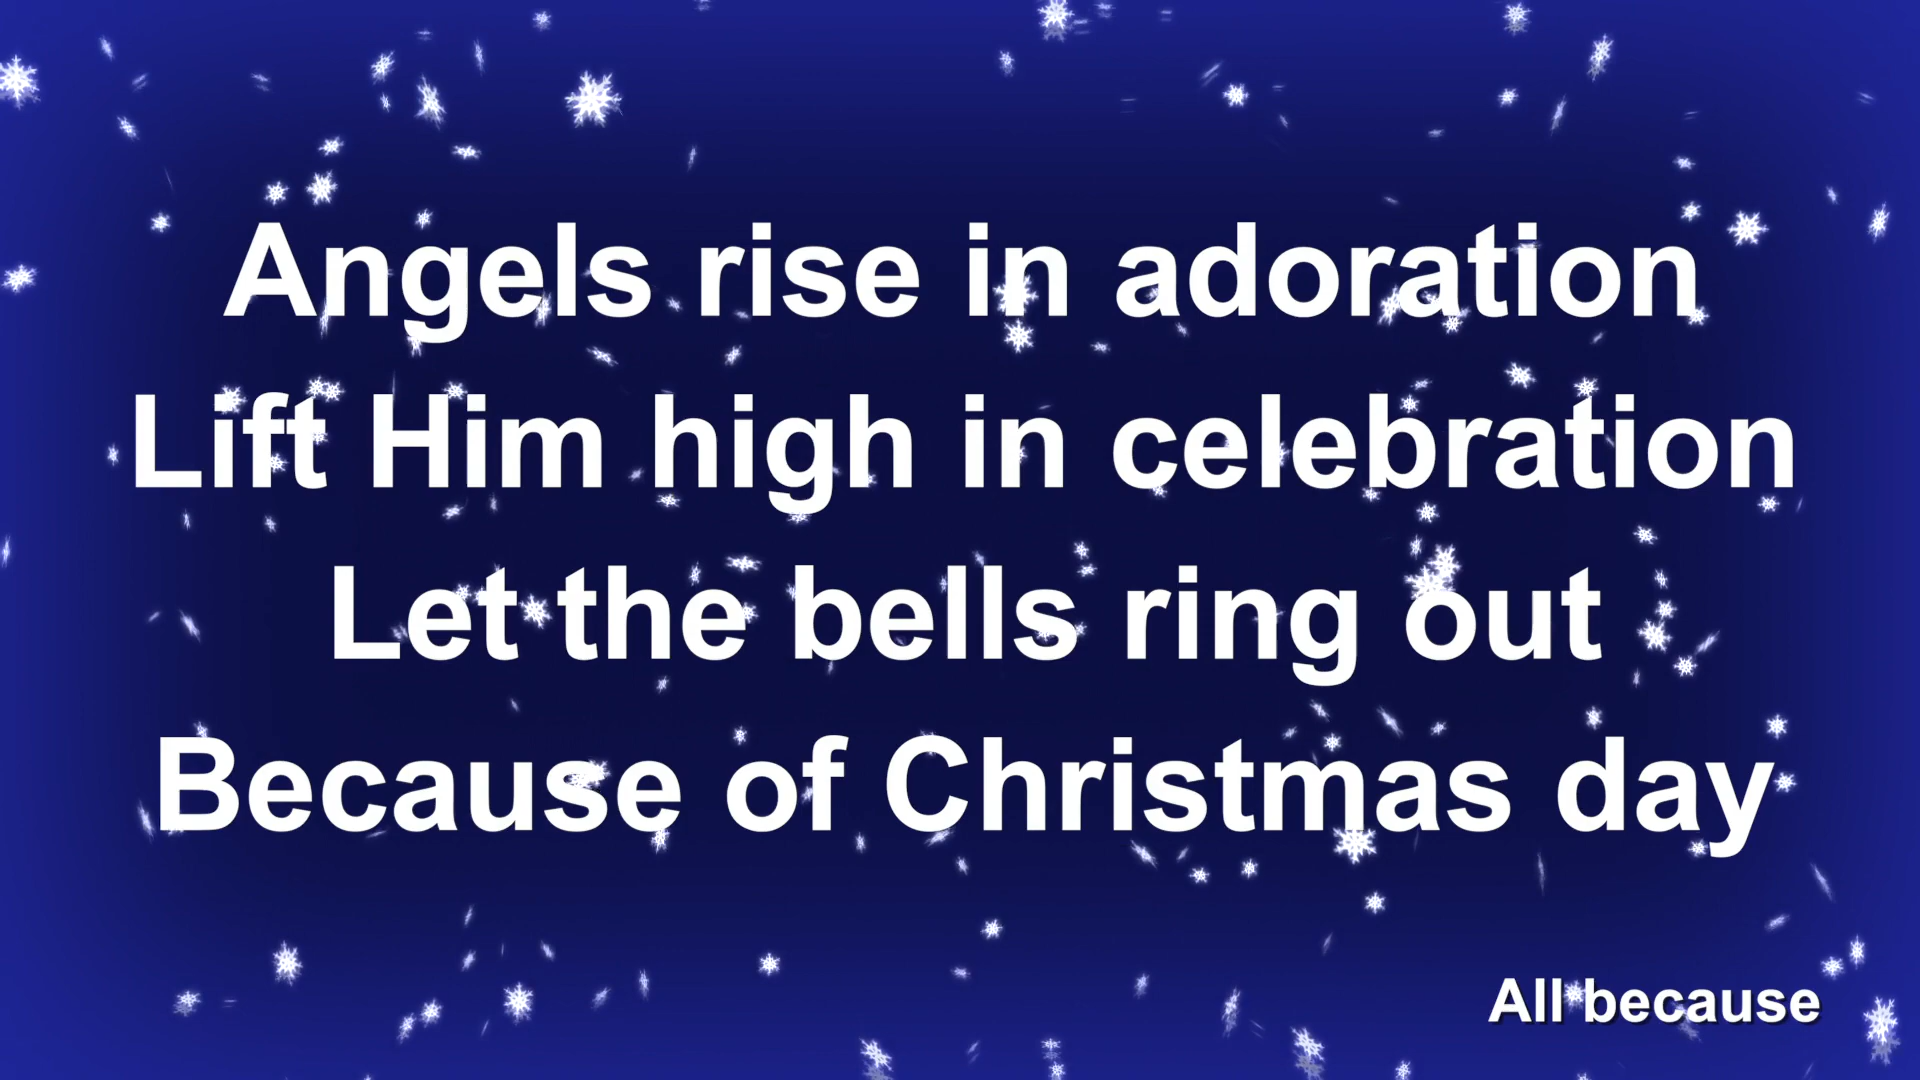 Angels rise in adoration
Lift Him high in celebration
Let the bells ring out
Because of Christmas day
All because